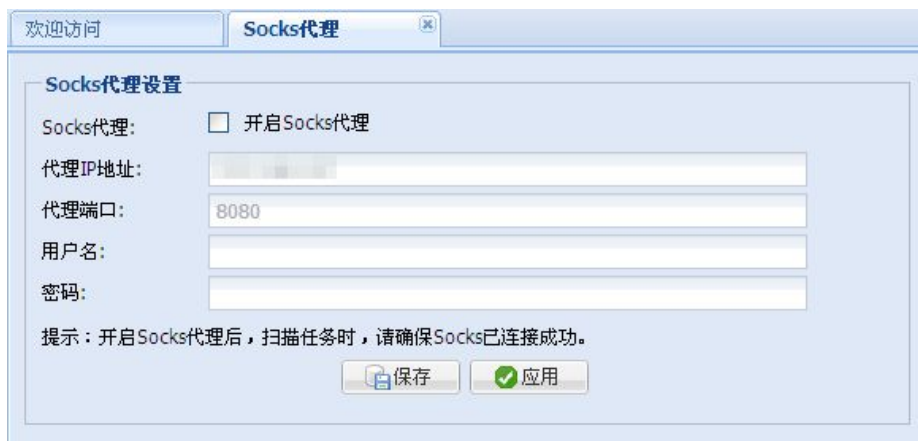 欢迎访问
Socks代理
Socks代理设置
Socks代理: 开启Socks代理
代理IP地址:
代理端口: 8080
用户名:
密码:
提示：开启Socks代理后，扫描任务时，请确保Socks已连接成功。
保存 应用